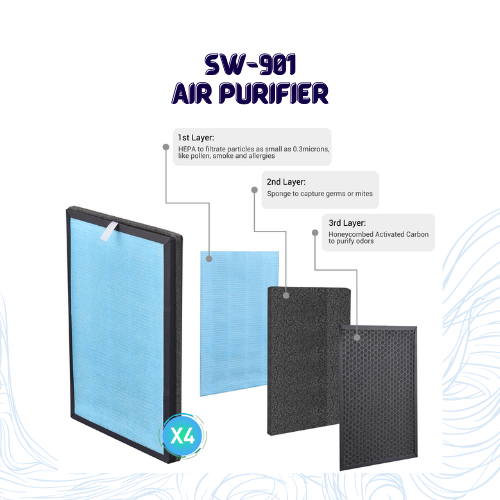 SW-901
AIR PURIFIER
1st Layer:
HEPA to filtrate particles as small as 0.3microns,
like pollen, smoke and allergies
2nd Layer:
Sponge to capture germs or mites
3rd Layer:
Honeycombed Activated Carbon
to purify odors
X4